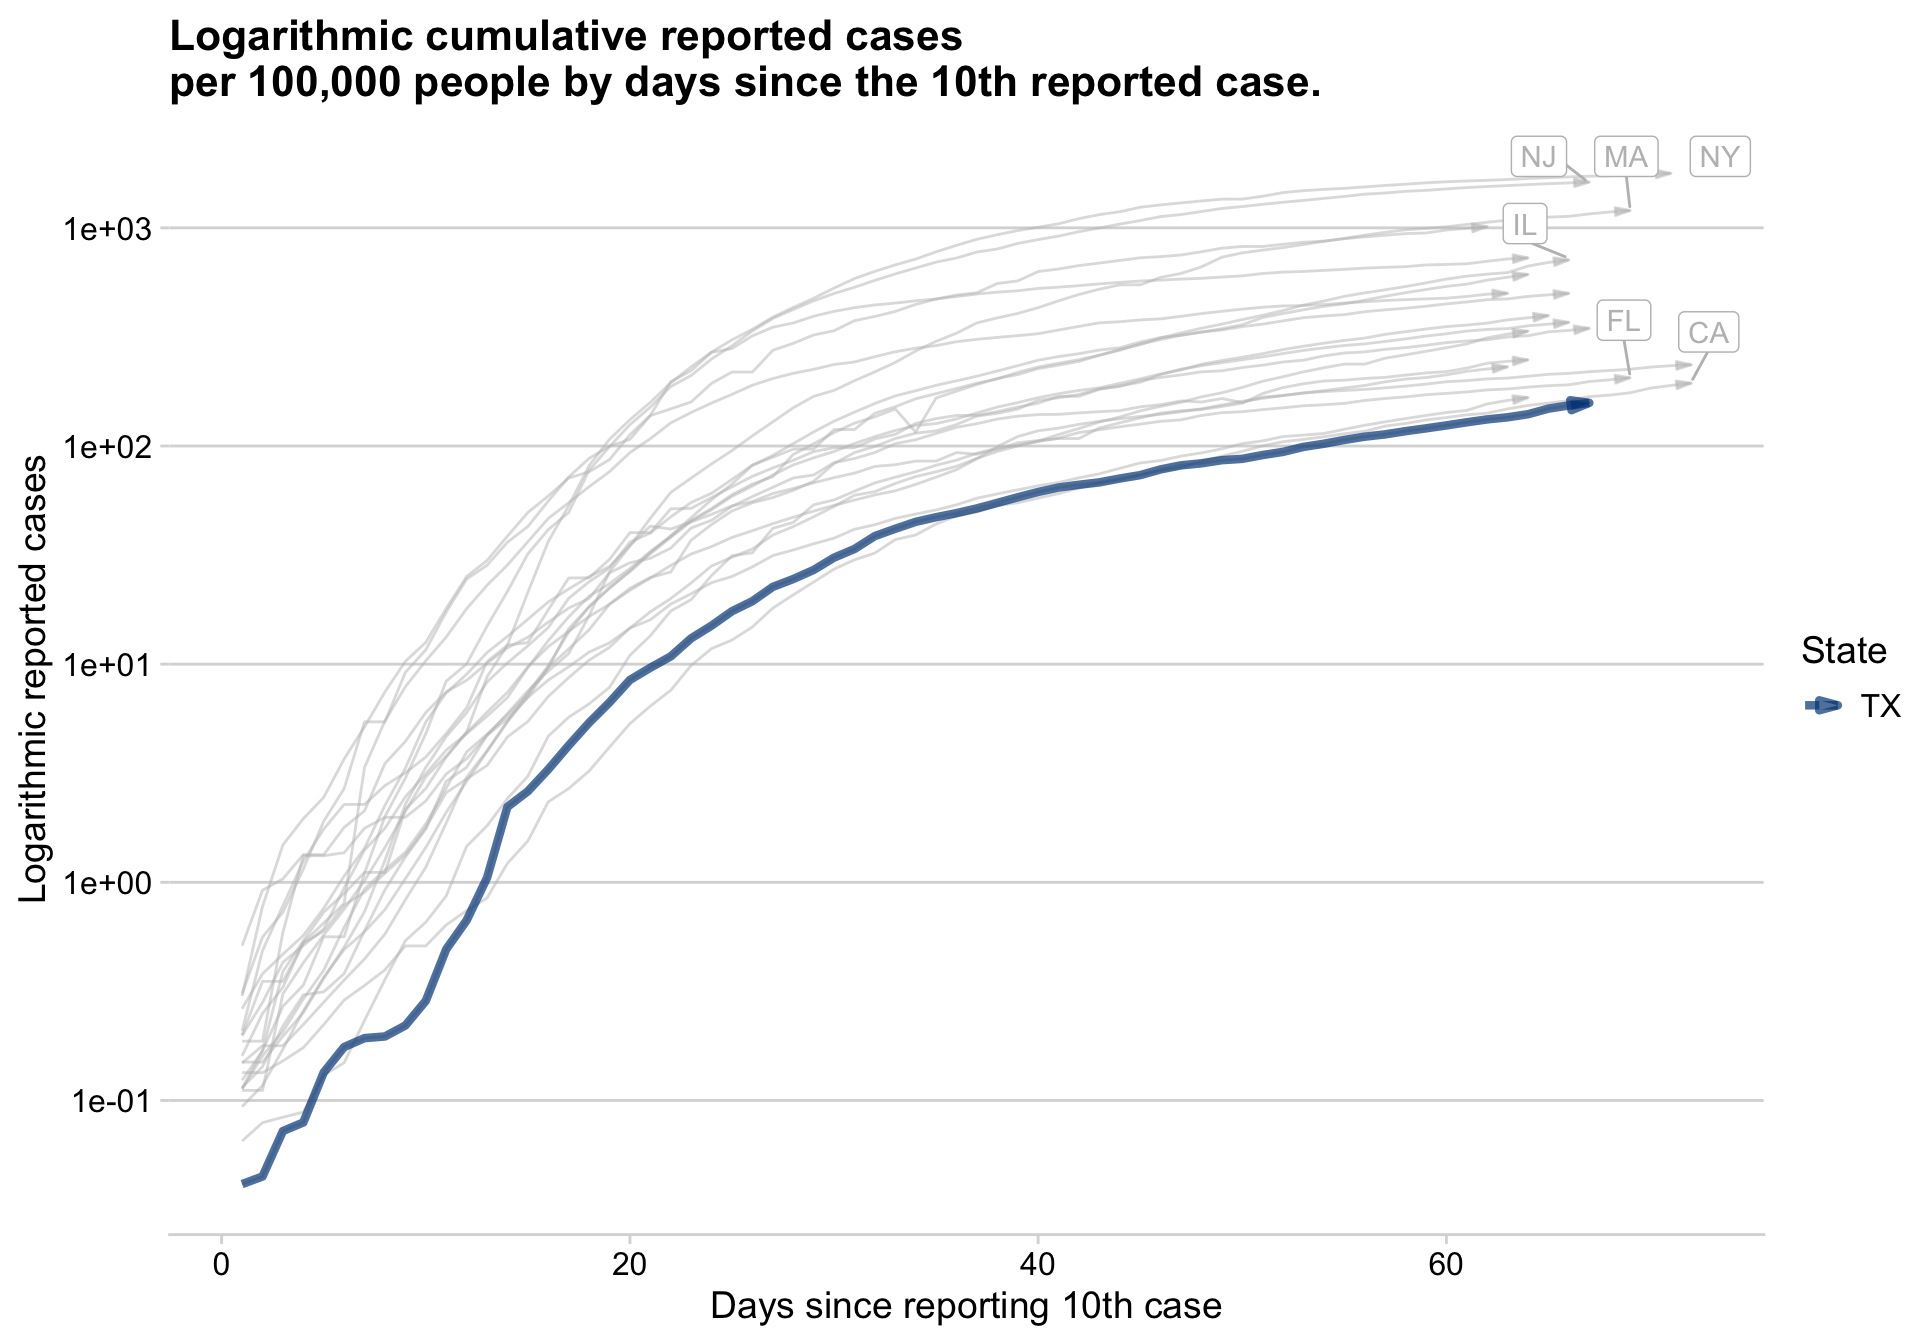 Logarithmic cumulative reported cases
per 100,000 people by days since the 10th reported case.
NJ MA NY
IL
FL CA
1e+03
1e+02
1e+01
1e+00
1e-01
Logarithmic reported cases
0 20 40 60
Days since reporting 10th case
State
TX